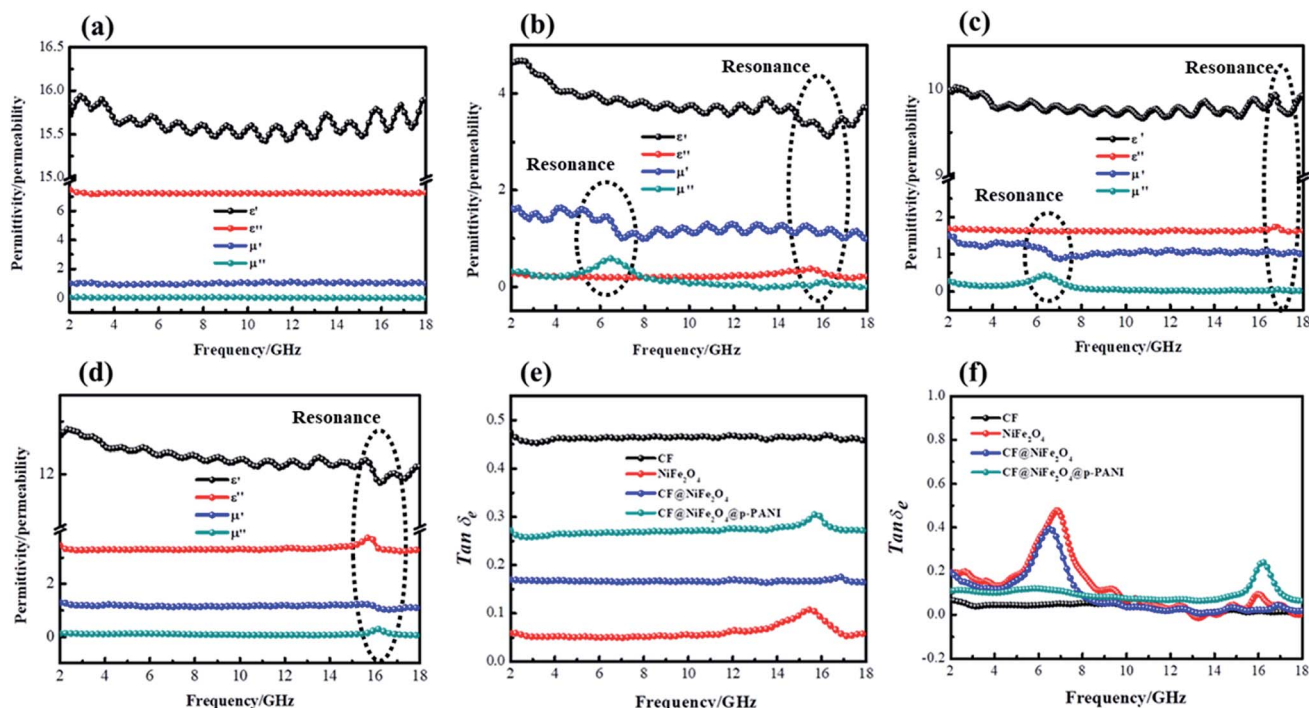 (a)
16.5
16.0
15.5
15.0
6
4
2
0
Permittivity/permeability
ε'
ε''
μ'
μ''
2 4 6 8 10 12 14 16 18
Frequency/GHz
(b)
4
2
0
Permittivity/permeability
Resonance
Resonance
ε'
ε''
μ'
μ''
2 4 6 8 10 12 14 16 18
Frequency/GHz
(c)
10
9
2
1
0
Permittivity/permeability
Resonance
Resonance
ε'
ε''
μ'
μ''
2 4 6 8 10 12 14 16 18
Frequency/GHz
(d)
12
2
0
Permittivity/permeability
Resonance
ε'
ε''
μ'
μ''
2 4 6 8 10 12 14 16 18
Frequency/GHz
(e)
0.5
0.4
0.3
0.2
0.1
0.0
Tan δe
CF
NiFe2O4
CF@NiFe2O4
CF@NiFe2O4@p-PANI
2 4 6 8 10 12 14 16 18
Frequency/GHz
(f)
1.0
0.8
0.6
0.4
0.2
0.0
-0.2
Tan δe
CF
NiFe2O4
CF@NiFe2O4
CF@NiFe2O4@p-PANI
2 4 6 8 10 12 14 16 18
Frequency/GHz